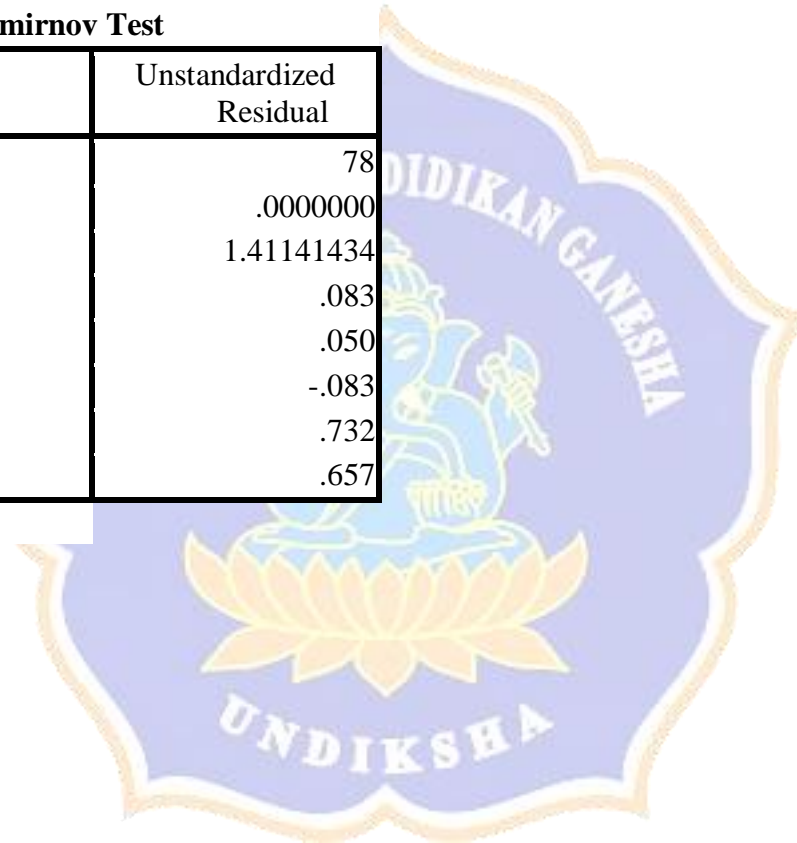 mirnov Test
Unstandardized
Residual
78
.0000000
1.41141434
.083
.050
-.083
.732
.657
DIDIKAN GANESHA
UNDIKSHA